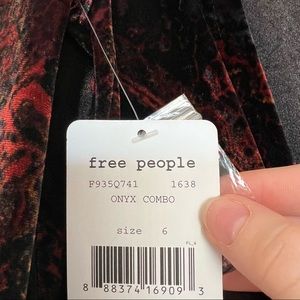 free people
F935Q741 1638
ONYX COMBO
size 6
8 88374 16909 3